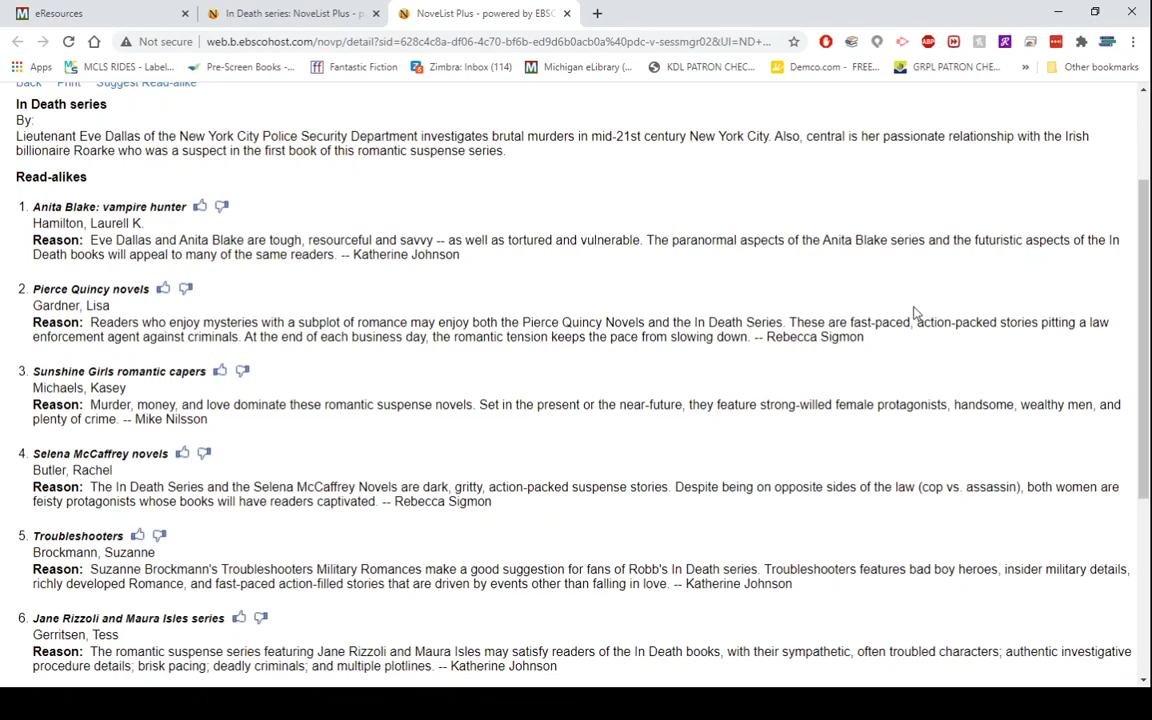 eResources
In Death series: NoveList Plus - p
NoveList Plus - powered by EBSC
Not secure
web.b.ebscohost.com/novp/detail?sid=628c4c8a-df06-4c70-bf6b-ed9d6b0acb0a%40pdc-v-sessmgr02&UI=ND+...
Apps
MCLS RIDES - Label...
Pre-Screen Books -...
Fantastic Fiction
Zimbra: Inbox (114)
Michigan eLibrary (...
KDL PATRON CHEC...
Demco.com - FREE...
GRPL PATRON CHE...
Other bookmarks
Back Print Suggest Read-alike
In Death series
By:
Lieutenant Eve Dallas of the New York City Police Security Department investigates brutal murders in mid-21st century New York City. Also, central is her passionate relationship with the Irish
billionaire Roarke who was a suspect in the first book of this romantic suspense series.
Read-alikes
1. Anita Blake: vampire hunter
Hamilton, Laurell K.
Reason: Eve Dallas and Anita Blake are tough, resourceful and savvy -- as well as tortured and vulnerable. The paranormal aspects of the Anita Blake series and the futuristic aspects of the In
Death books will appeal to many of the same readers. -- Katherine Johnson
2. Pierce Quincy novels
Gardner, Lisa
Reason: Readers who enjoy mysteries with a subplot of romance may enjoy both the Pierce Quincy Novels and the In Death Series. These are fast-paced, action-packed stories pitting a law
enforcement agent against criminals. At the end of each business day, the romantic tension keeps the pace from slowing down. -- Rebecca Sigmon
3. Sunshine Girls romantic capers
Michaels, Kasey
Reason: Murder, money, and love dominate these romantic suspense novels. Set in the present or the near-future, they feature strong-willed female protagonists, handsome, wealthy men, and
plenty of crime. -- Mike Nilsson
4. Selena McCaffrey novels
Butler, Rachel
Reason: The In Death Series and the Selena McCaffrey Novels are dark, gritty, action-packed suspense stories. Despite being on opposite sides of the law (cop vs. assassin), both women are
feisty protagonists whose books will have readers captivated. -- Rebecca Sigmon
5. Troubleshooters
Brockmann, Suzanne
Reason: Suzanne Brockmann's Troubleshooters Military Romances make a good suggestion for fans of Robb's In Death series. Troubleshooters features bad boy heroes, insider military details,
richly developed Romance, and fast-paced action-filled stories that are driven by events other than falling in love. -- Katherine Johnson
6. Jane Rizzoli and Maura Isles series
Gerritsen, Tess
Reason: The romantic suspense series featuring Jane Rizzoli and Maura Isles may satisfy readers of the In Death books, with their sympathetic, often troubled characters; authentic investigative
procedure details; brisk pacing; deadly criminals; and multiple plotlines. -- Katherine Johnson